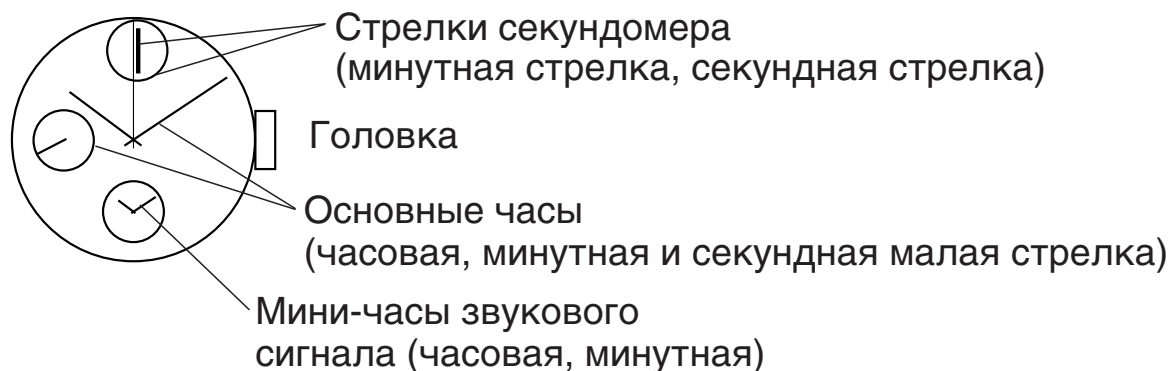 Стрелки секундомера
(минутная стрелка, секундная стрелка)
Головка
Основные часы
(часовая, минутная и секундная малая стрелка)
Мини-часы звукового
сигнала (часовая, минутная)